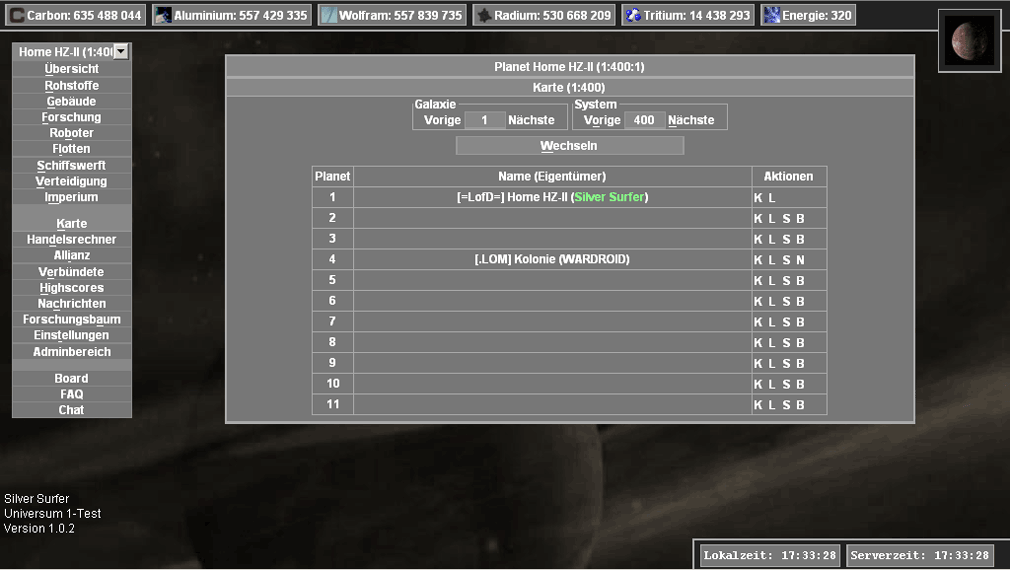 Carbon: 635 488 044 Aluminium: 557 429 335 Wolfram: 557 839 735 Radium: 530 668 209 Tritium: 14 438 293 Energie: 320
Home HZ-II (1:40
Übersicht
Rohstoffe
Gebäude
Forschung
Roboter
Flotten
Schiffswerft
Verteidigung
Imperium
Karte
Handelsrechner
Allianz
Verbündete
Highscores
Nachrichten
Forschungsbaum
Einstellungen
Adminbereich
Board
FAQ
Chat
Planet Home HZ-II (1:400:1)
Karte (1:400)
Galaxie System
Vorige 1 Nächste Vorige 400 Nächste
Wechseln
Planet Name (Eigentümer) Aktionen
1 [=LofD=] Home HZ-II (Silver Surfer) K L
2 K L S B
3 K L S B
4 [.LOM] Kolonie (WARDROID) K L S N
5 K L S B
6 K L S B
7 K L S B
8 K L S B
9 K L S B
10 K L S B
11 K L S B
Silver Surfer
Universum 1-Test
Version 1.0.2
Lokalzeit: 17:33:28 Serverzeit: 17:33:28